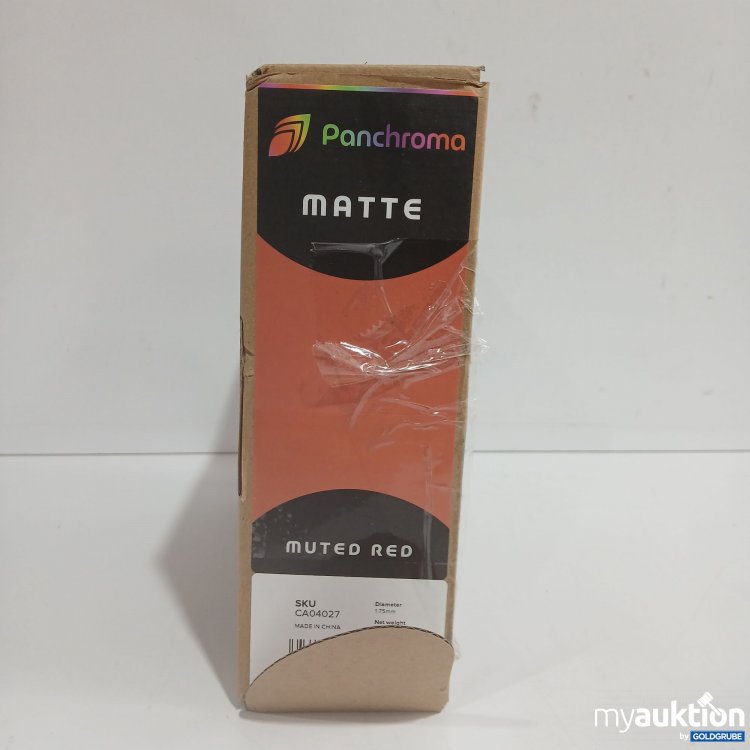 Panchroma
MATTE
MUTED RED
SKU
CA04027
MADE IN CHINA
Diameter
1.75mm
Net weight
myauktion
by GOLDGRUBE